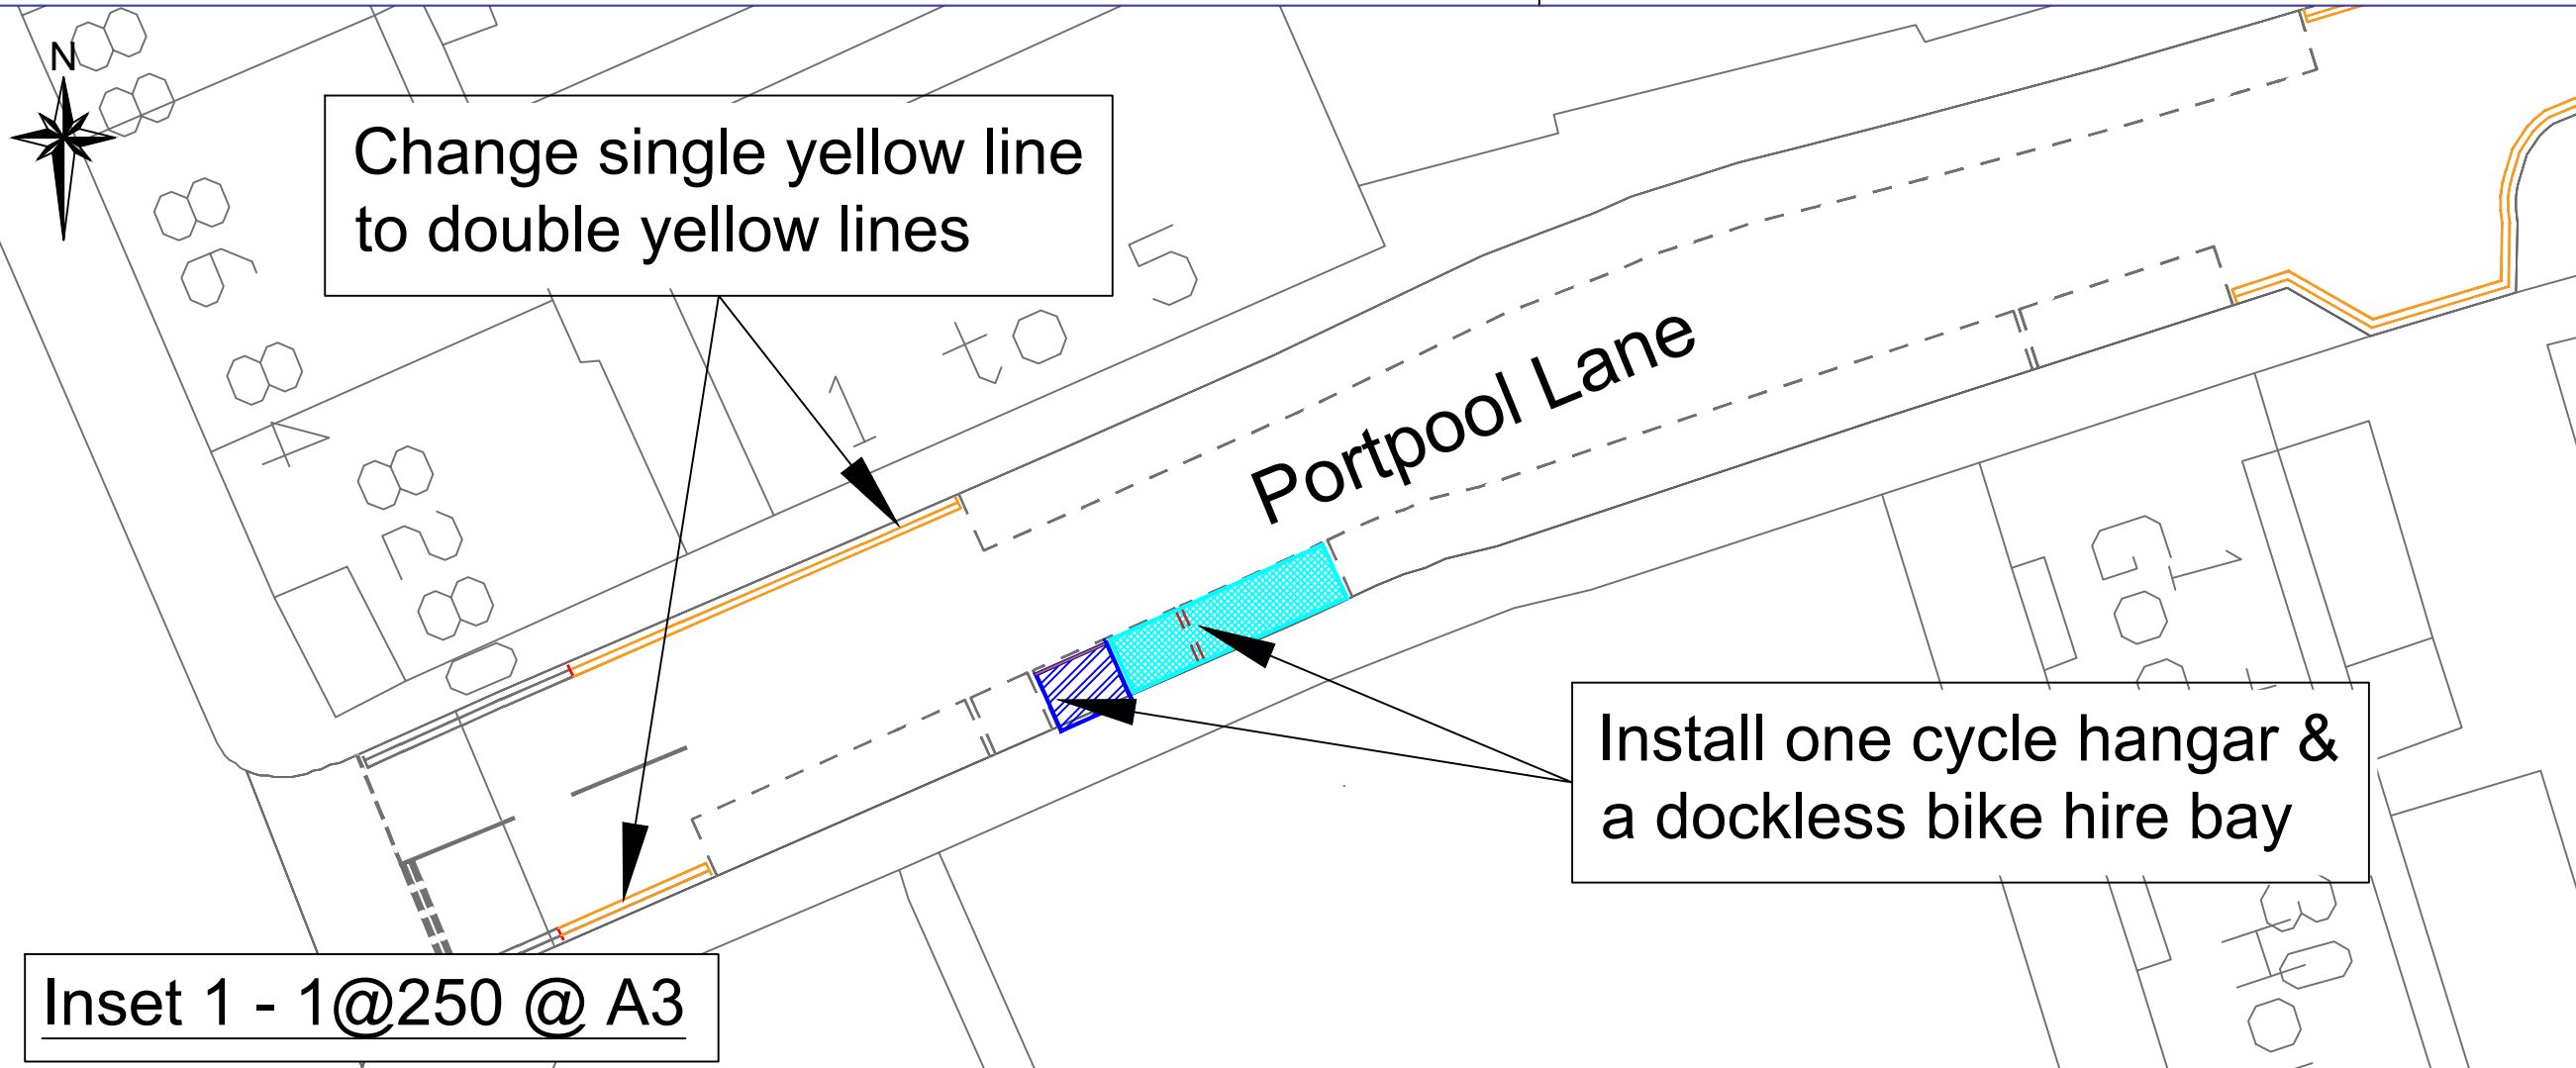 N
Change single yellow line
to double yellow lines
Portpool Lane
Install one cycle hangar &
a dockless bike hire bay
Inset 1 - 1@250 @ A3